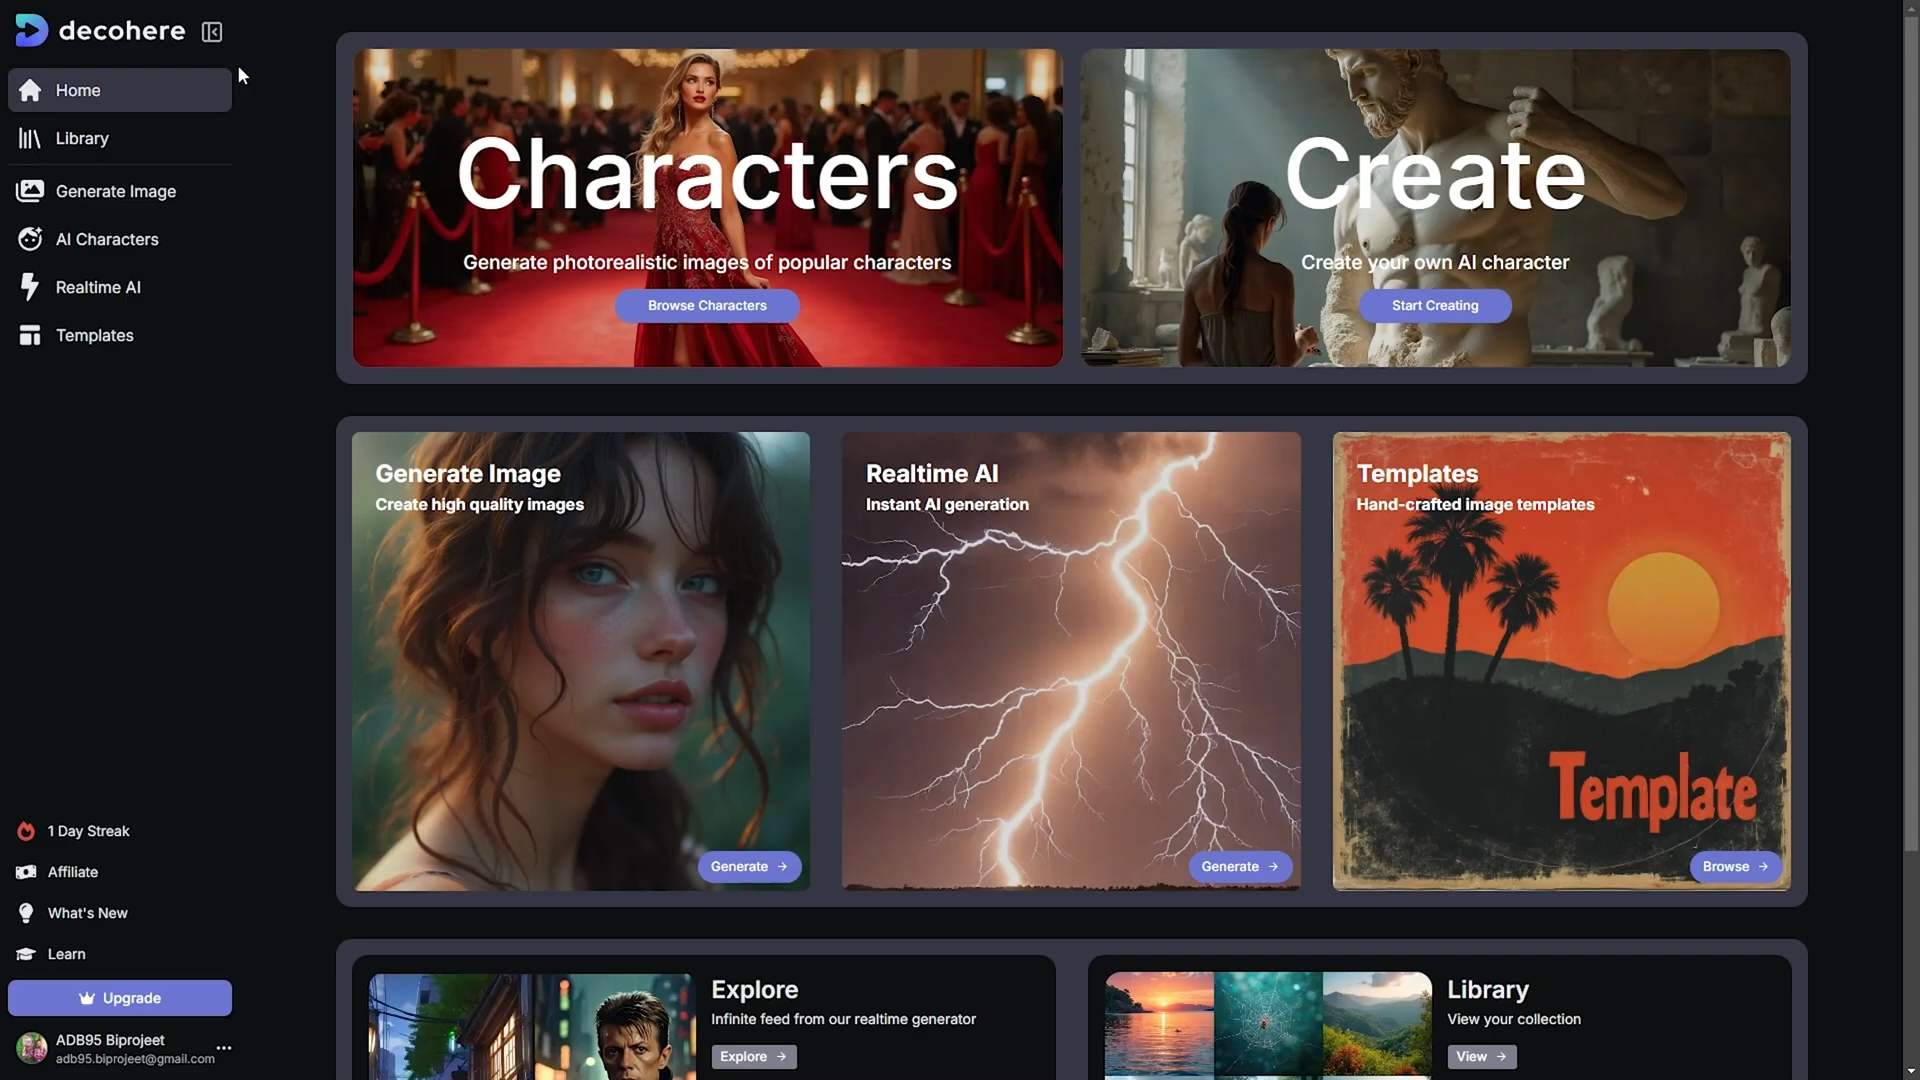 decohere
Home
Library
Generate Image
AI Characters
Realtime AI
Templates
1 Day Streak
Affiliate
What's New
Learn
Upgrade
ADB95 Biprojeet
adb95.biprojeet@gmail.com
Characters
Generate photorealistic images of popular characters
Browse Characters
Create
Create your own AI character
Start Creating
Generate Image
Create high quality images
Generate →
Realtime AI
Instant AI generation
Generate →
Templates
Hand-crafted image templates
Template
Browse →
Explore
Infinite feed from our realtime generator
Explore →
Library
View your collection
View →